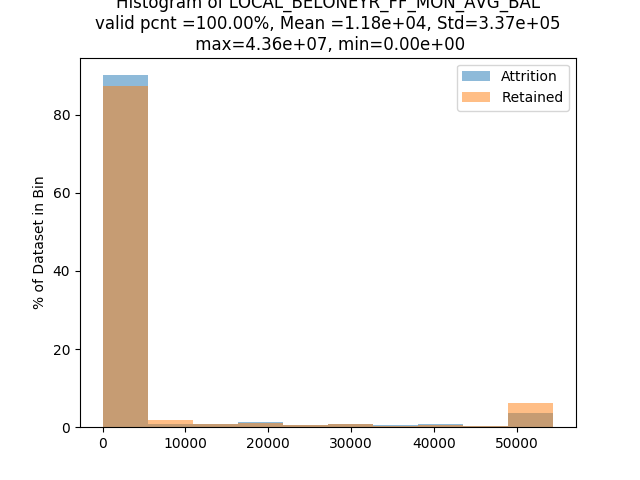 Histogram of LOCAL_BELONEYR_FF_MON_AVG_BAL
valid pcnt =100.00%, Mean =1.18e+04, Std=3.37e+05
max=4.36e+07, min=0.00e+00
Attrition
Retained
% of Dataset in Bin
80
60
40
20
0
0 10000 20000 30000 40000 50000